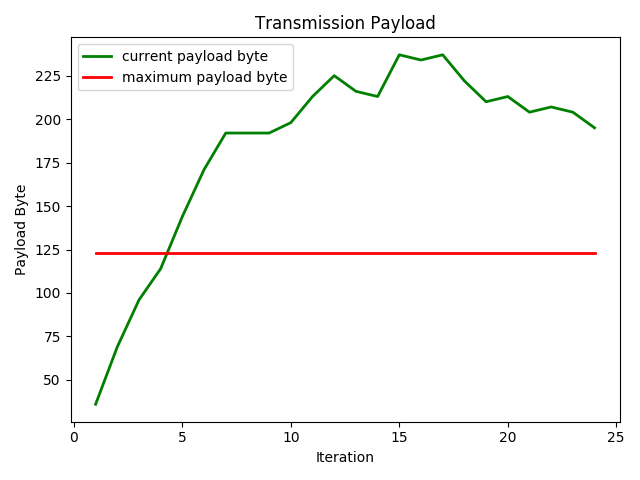 Transmission Payload
current payload byte
maximum payload byte
225
200
175
150
125
100
75
50
Payload Byte
0 5 10 15 20 25
Iteration